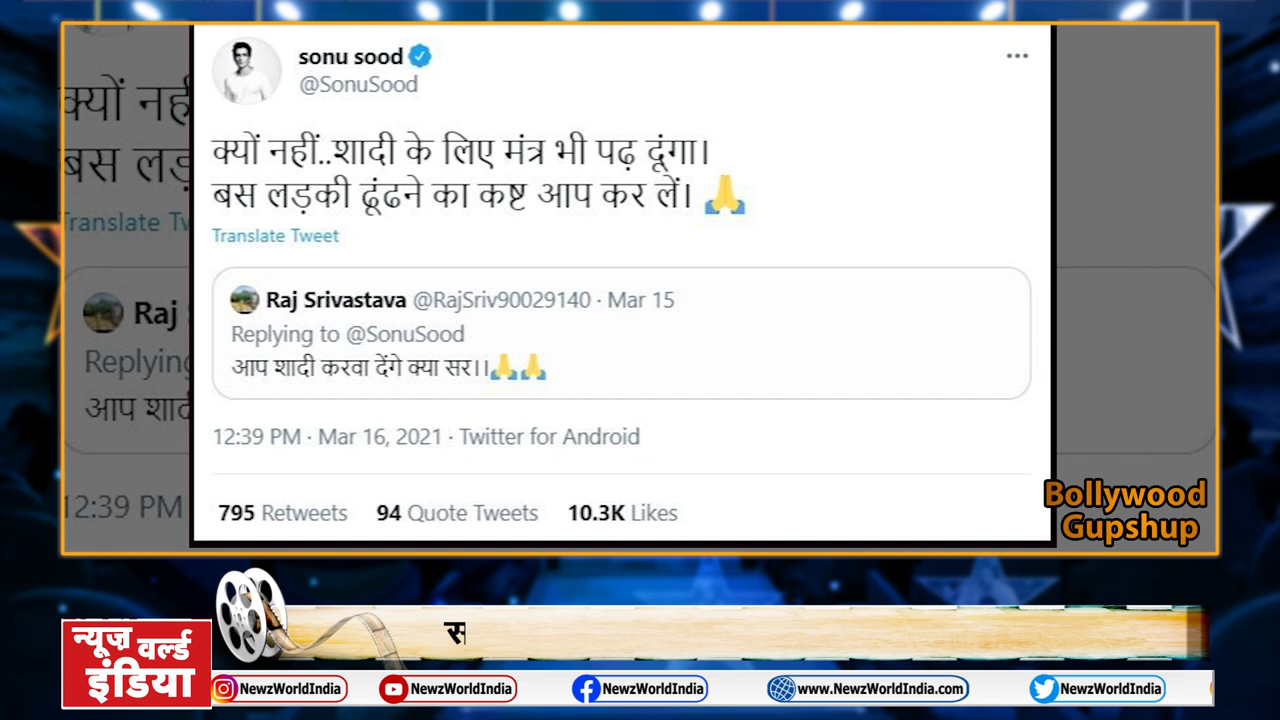 sonu sood
@SonuSood
क्यों नहीं..शादी के लिए मंत्र भी पढ़ दूंगा।
बस लड़की ढूंढने का कष्ट आप कर लें। 🙏
Translate Tweet
Raj Srivastava @RajSriv90029140 · Mar 15
Replying to @SonuSood
आप शादी करवा देंगे क्या सर।।🙏🙏
12:39 PM · Mar 16, 2021 · Twitter for Android
795 Retweets 94 Quote Tweets 10.3K Likes
क्यों नहीं
बस
Translate
Raj
Replying
आप
12:39 PM
Bollywood
Gupshup
स
न्यूज़ वर्ल्ड
इंडिया
NewzWorldIndia NewzWorldIndia NewzWorldIndia www.NewzWorldIndia.com NewzWorldIndia